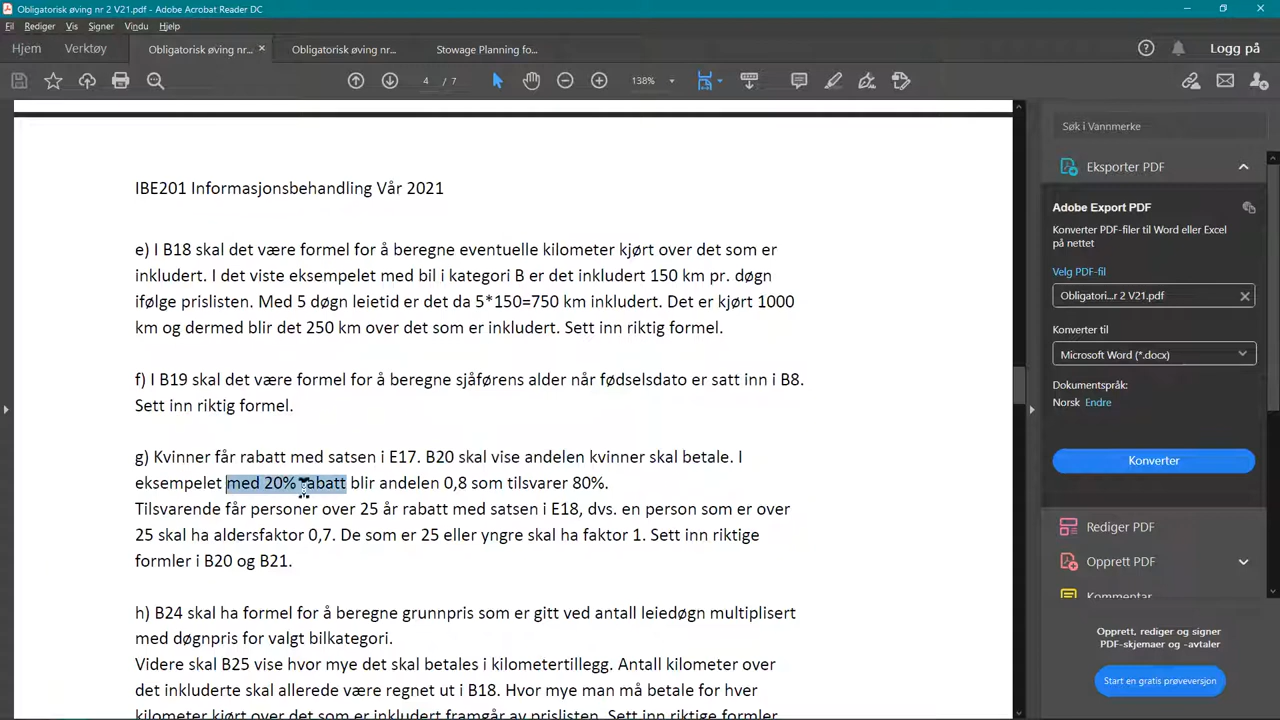 Obligatorisk øving nr 2 V21.pdf - Adobe Acrobat Reader DC
Fil Rediger Vis Signer Vindu Hjelp
Hjem Verktøy Obligatorisk øving nr... × Obligatorisk øving nr... Stowage Planning fo... Logg på
4 / 7 138%
Søk i Vannmerke
IBE201 Informasjonsbehandling Vår 2021
e) I B18 skal det være formel for å beregne eventuelle kilometer kjørt over det som er
inkludert. I det viste eksempelet med bil i kategori B er det inkludert 150 km pr. døgn
ifølge prislisten. Med 5 døgn leietid er det da 5*150=750 km inkludert. Det er kjørt 1000
km og dermed blir det 250 km over det som er inkludert. Sett inn riktig formel.
f) I B19 skal det være formel for å beregne sjåførens alder når fødselsdato er satt inn i B8.
Sett inn riktig formel.
g) Kvinner får rabatt med satsen i E17. B20 skal vise andelen kvinner skal betale. I
eksempelet med 20% rabatt blir andelen 0,8 som tilsvarer 80%.
Tilsvarende får personer over 25 år rabatt med satsen i E18, dvs. en person som er over
25 skal ha aldersfaktor 0,7. De som er 25 eller yngre skal ha faktor 1. Sett inn riktige
formler i B20 og B21.
h) B24 skal ha formel for å beregne grunnpris som er gitt ved antall leiedøgn multiplisert
med døgnpris for valgt bilkategori.
Videre skal B25 vise hvor mye det skal betales i kilometertillegg. Antall kilometer over
det inkluderte skal allerede være regnet ut i B18. Hvor mye man må betale for hver
kilometer kjørt over det inkludert framgår av prislisten. Sett inn riktige formler
Eksporter PDF
Adobe Export PDF
Konverter PDF-filer til Word eller Excel
på nettet
Velg PDF-fil
Obligatori...r 2 V21.pdf
Konverter til
Microsoft Word (*.docx)
Dokumentspråk:
Norsk Endre
Konverter
Rediger PDF
Opprett PDF
Kommentar
Opprett, rediger og signer
PDF-skjemaer og -avtaler
Start en gratis prøveversjon